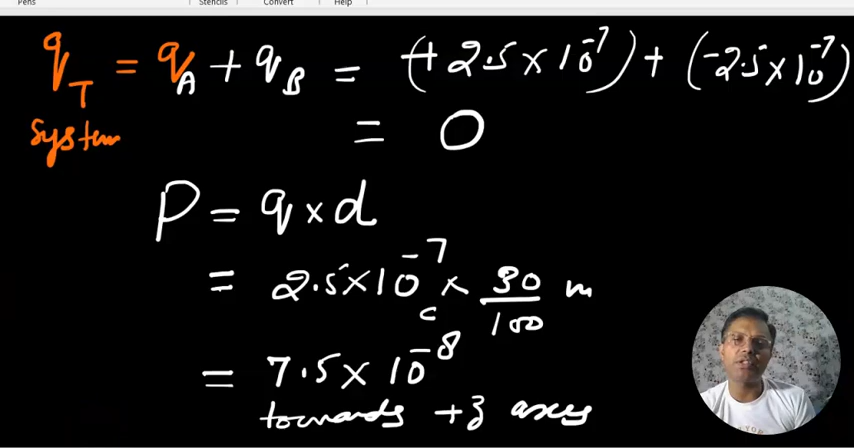 Pens Stencils Convert Help
q_T = q_A + q_B = (+2.5×10^-7) + (-2.5×10^-7)
System = 0
P = q × d
= 2.5×10^-7 c × 30/100 m
= 7.5 × 10^-8
towards +z axes